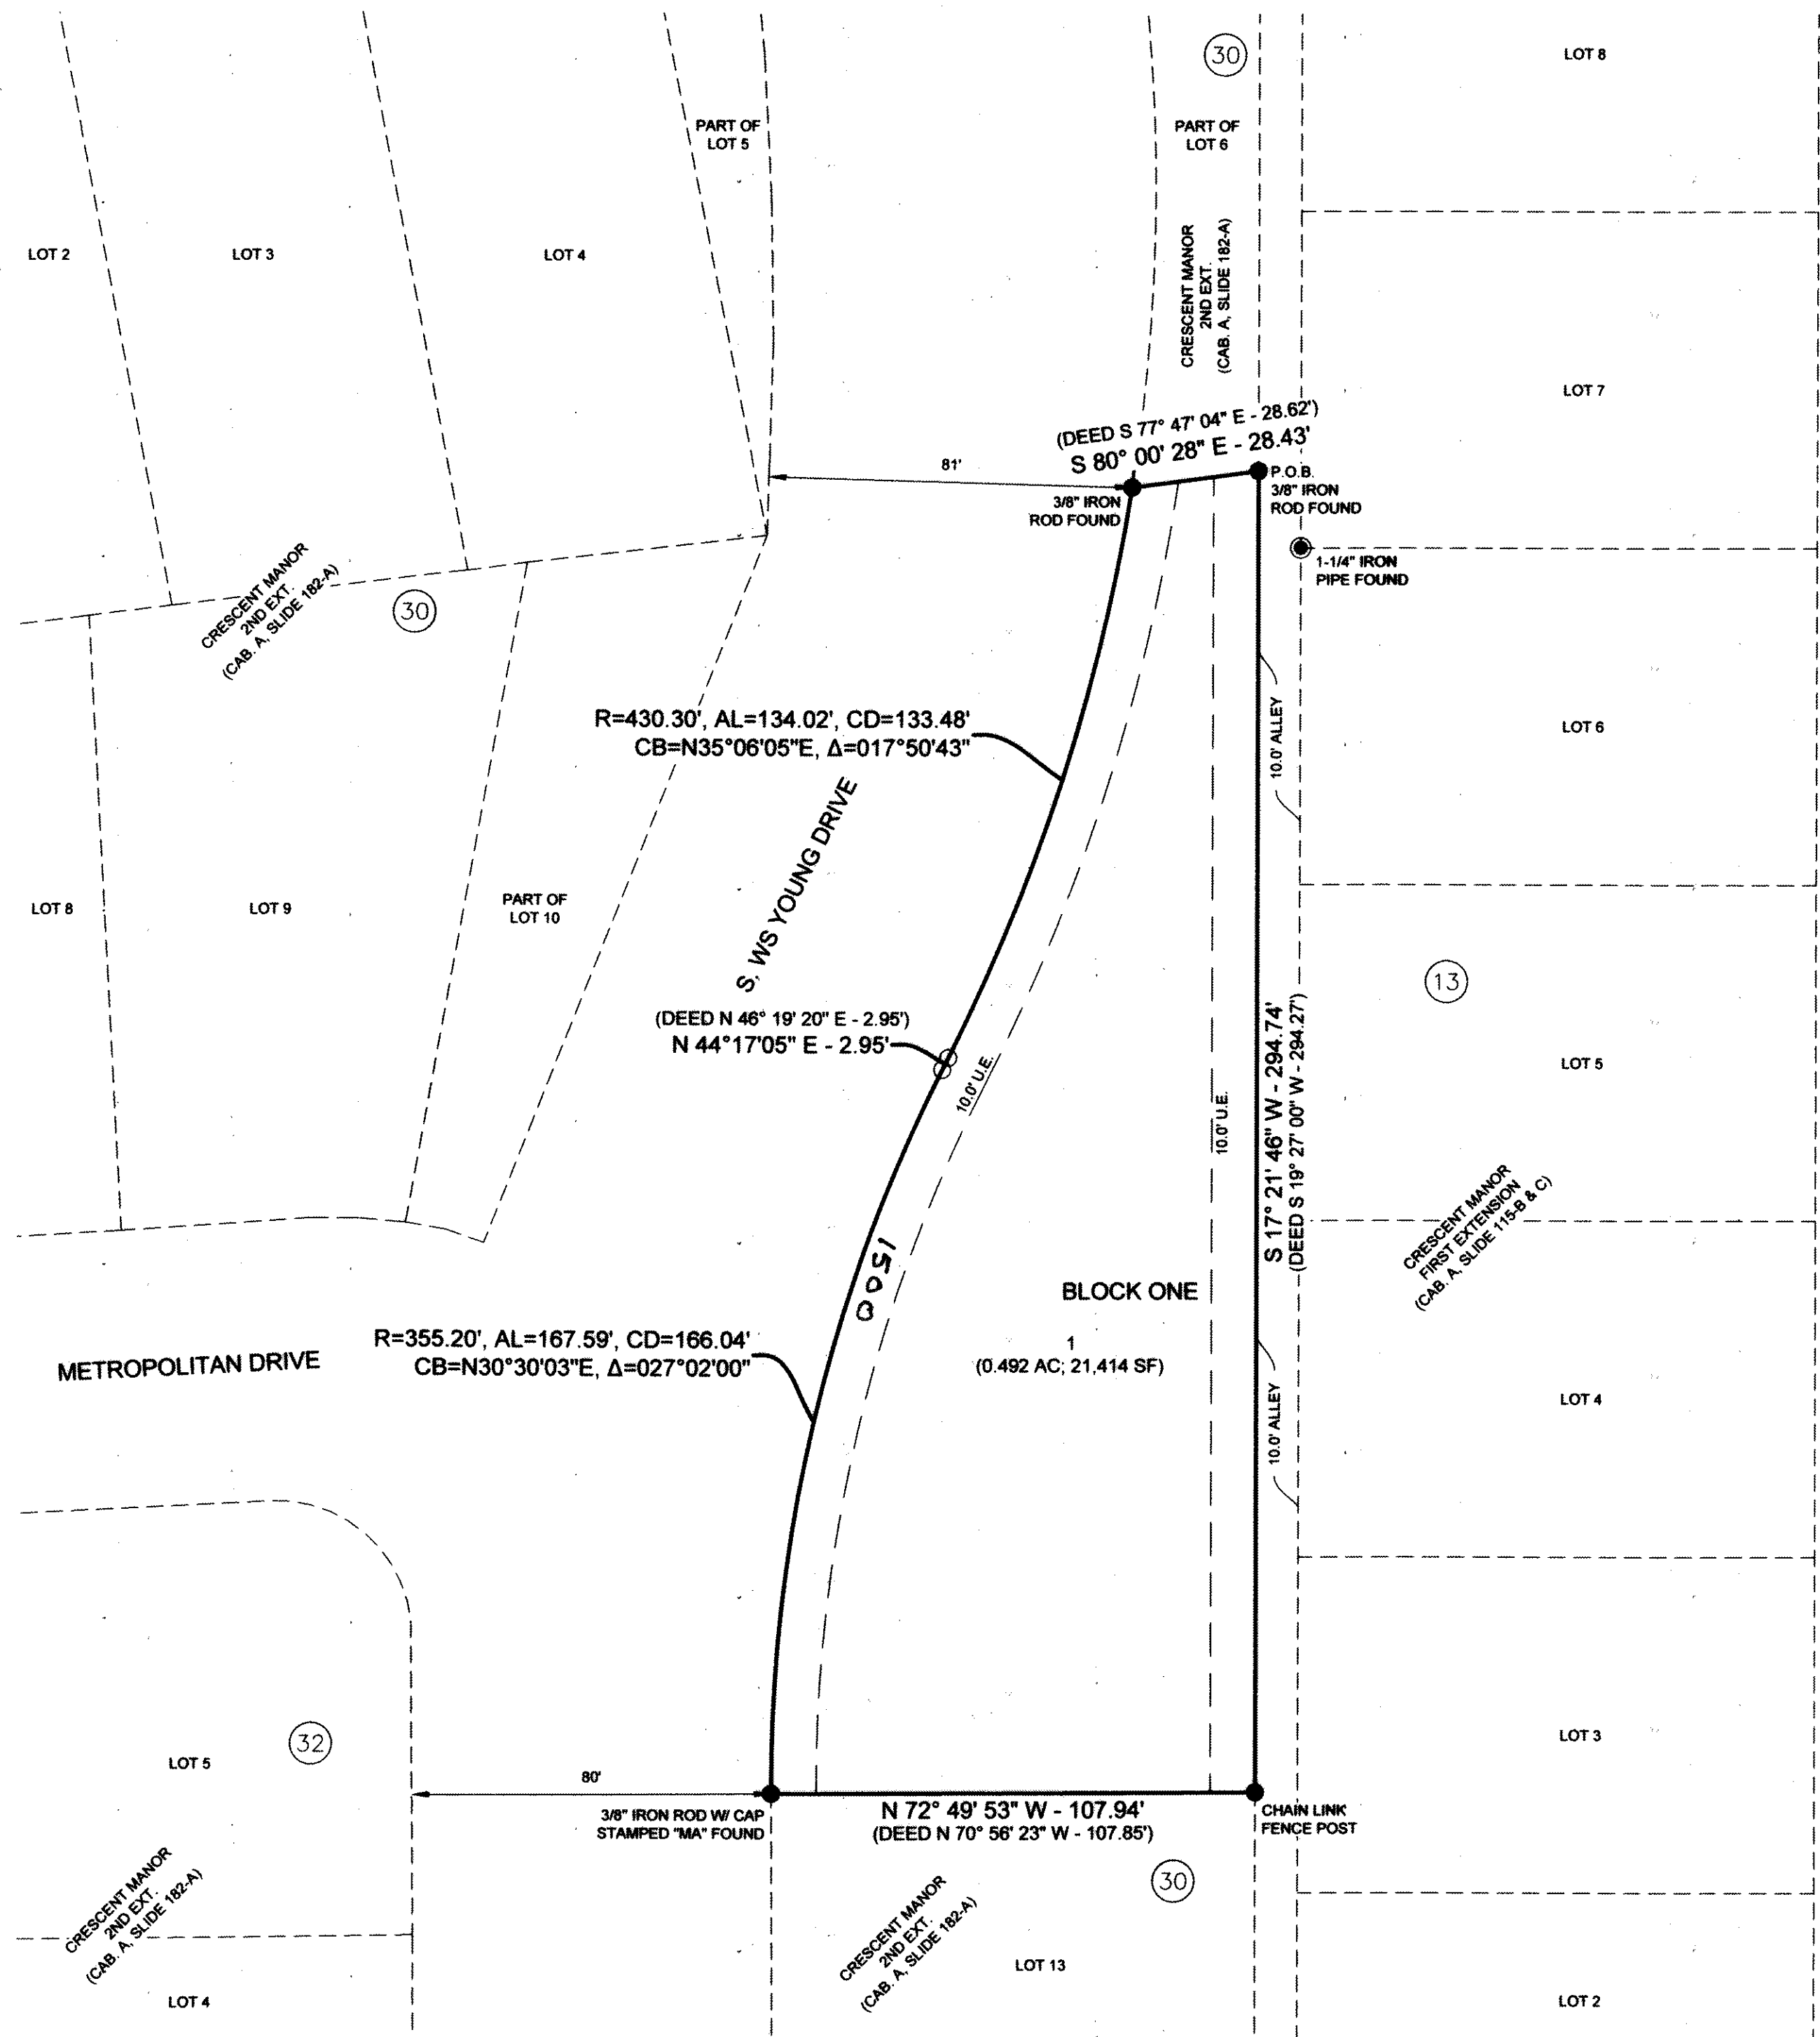 30
LOT 8
PART OF
LOT 5
PART OF
LOT 6
LOT 2
LOT 3
LOT 4
CRESCENT MANOR
2ND EXT.
(CAB. A, SLIDE 182-A)
LOT 7
(DEED S 77° 47' 04" E - 28.62')
S 80° 00' 28" E - 28.43'
81'
P.O.B.
3/8" IRON
ROD FOUND
3/8" IRON
ROD FOUND
1-1/4" IRON
PIPE FOUND
CRESCENT MANOR
2ND EXT.
(CAB. A, SLIDE 182-A)
30
R=430.30', AL=134.02', CD=133.48'
CB=N35°06'05"E, Δ=017°50'43"
10.0' ALLEY
LOT 6
S. WS YOUNG DRIVE
LOT 8
LOT 9
PART OF
LOT 10
13
(DEED N 46° 19' 20" E - 2.95')
N 44°17'05" E - 2.95'
10.0' U.E.
10.0' U.E.
S 17° 21' 46" W - 294.74'
(DEED S 19° 27' 00" W - 294.27')
LOT 5
CRESCENT MANOR
FIRST EXTENSION
(CAB. A, SLIDE 115-B & C)
1500
BLOCK ONE
1
(0.492 AC; 21,414 SF)
METROPOLITAN DRIVE
R=355.20', AL=167.59', CD=166.04'
CB=N30°30'03"E, Δ=027°02'00"
10.0' ALLEY
LOT 4
LOT 5
32
LOT 3
80'
3/8" IRON ROD W/ CAP
STAMPED "MA" FOUND
N 72° 49' 53" W - 107.94'
(DEED N 70° 56' 23" W - 107.85')
CHAIN LINK
FENCE POST
CRESCENT MANOR
2ND EXT.
(CAB. A, SLIDE 182-A)
CRESCENT MANOR
2ND EXT.
(CAB. A, SLIDE 182-A)
30
LOT 13
LOT 4
LOT 2